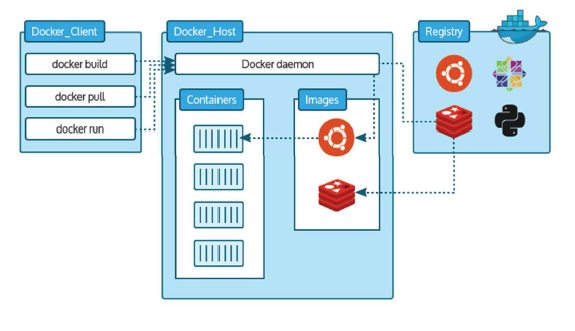 Docker_Client
docker build
docker pull
docker run
Docker_Host
Docker daemon
Containers
Images
Registry